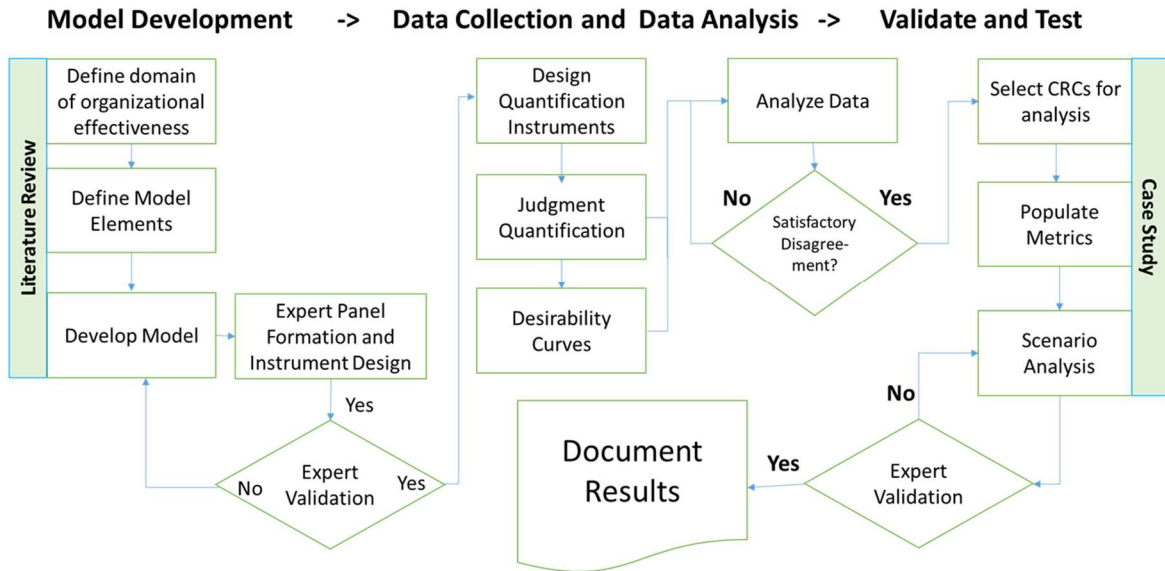 Model Development -> Data Collection and Data Analysis -> Validate and Test
Literature Review
Define domain
of organizational
effectiveness
Define Model
Elements
Develop Model
Expert Panel
Formation and
Instrument Design
Yes
No
Expert
Validation
Yes
Design
Quantification
Instruments
Judgment
Quantification
Desirability
Curves
Analyze Data
No
Yes
Satisfactory
Disagree-
ment?
Select CRCs for
analysis
Populate
Metrics
Scenario
Analysis
Case Study
No
Expert
Validation
Yes
Document
Results